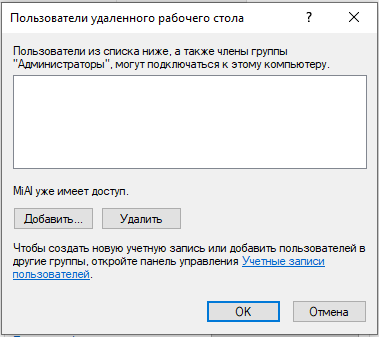 Пользователи удаленного рабочего стола
Пользователи из списка ниже, а также члены группы
"Администраторы", могут подключаться к этому компьютеру.
MiAl уже имеет доступ.
Добавить...
Удалить
Чтобы создать новую учетную запись или добавить пользователей в
другие группы, откройте панель управления Учетные записи
пользователей.
OK
Отмена